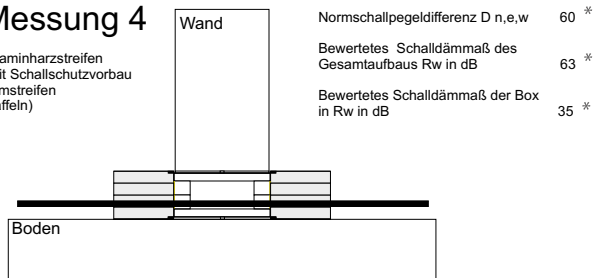 Messung 4
aminharzstreifen
it Schallschutzvorbau
mstreifen
affeln)
Wand
Normschallpegeldifferenz D n,e,w 60 *
Bewertetes Schalldämmaß des
Gesamtaufbaus Rw in dB 63 *
Bewertetes Schalldämmaß der Box
in Rw in dB 35 *
Boden